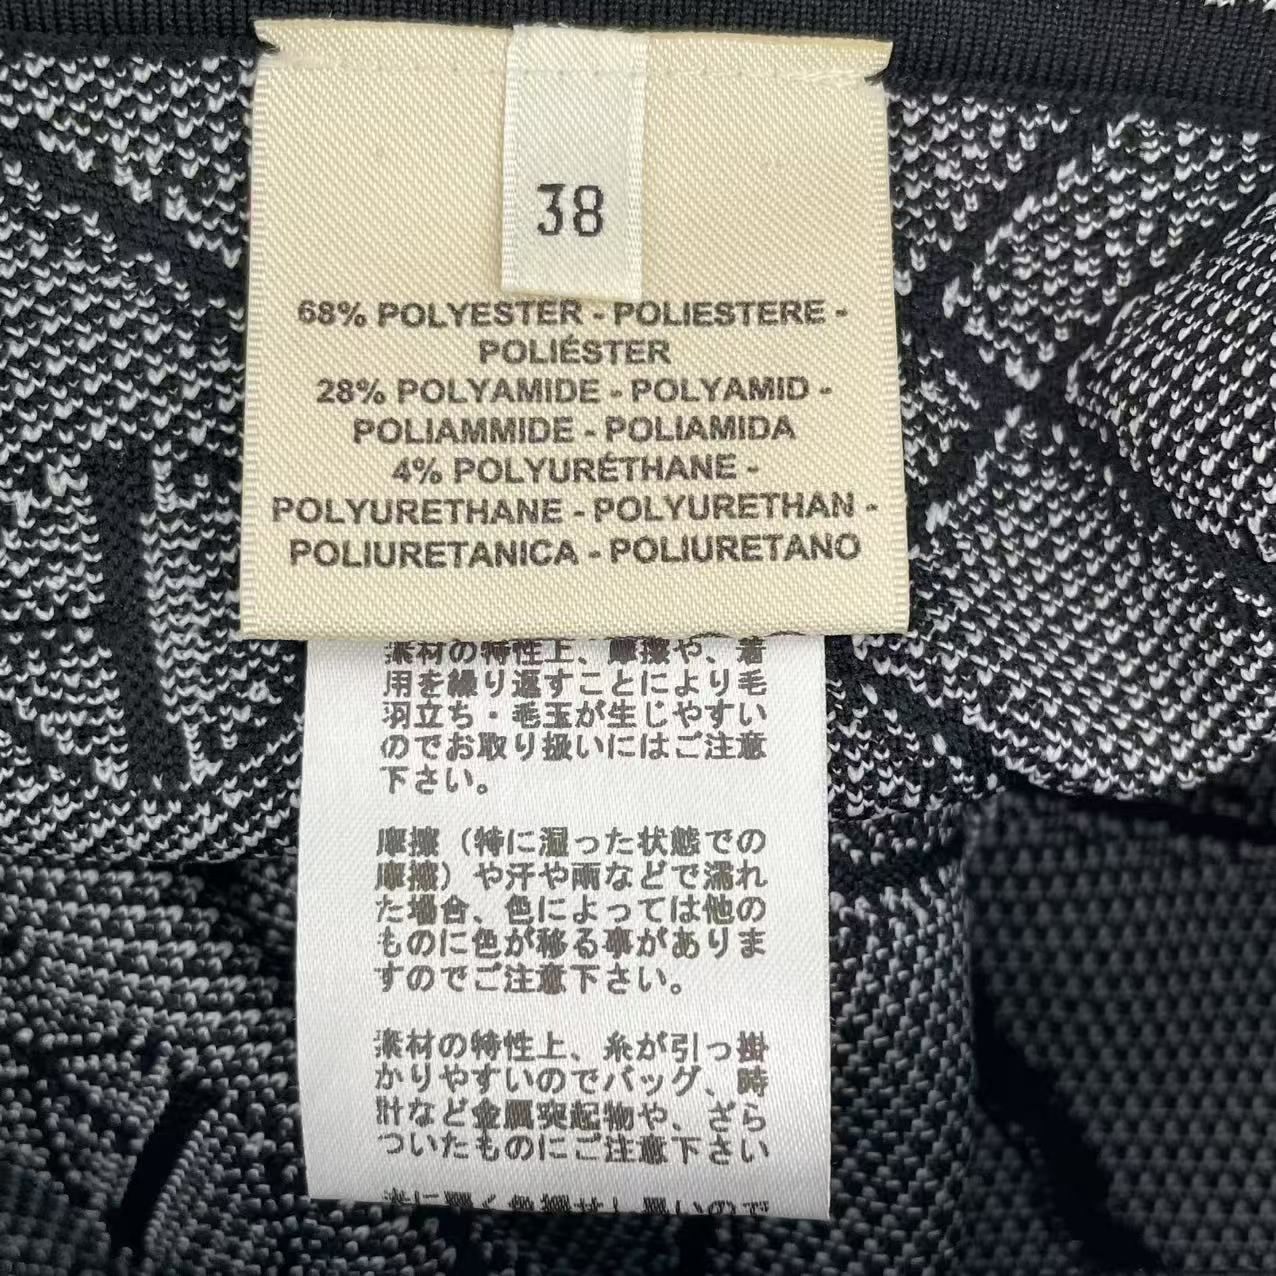 38
68% POLYESTER - POLIESTERE -
POLIÉSTER
28% POLYAMIDE - POLYAMID -
POLIAMMIDE - POLIAMIDA
4% POLYURÉTHANE -
POLYURETHANE - POLYURETHAN -
POLIURETANICA - POLIURETANO
素材の特性上、摩擦や、着
用を繰り返すことにより毛
羽立ち・毛玉が生じやすい
のでお取り扱いにはご注意
下さい。
摩擦（特に湿った状態での
摩擦）や汗や雨などで濡れ
た場合、色によっては他の
ものに色が移る事がありま
すのでご注意下さい。
素材の特性上、糸が引っ掛
かりやすいのでバッグ、時
計など金属突起物や、ざら
ついたものにご注意下さい